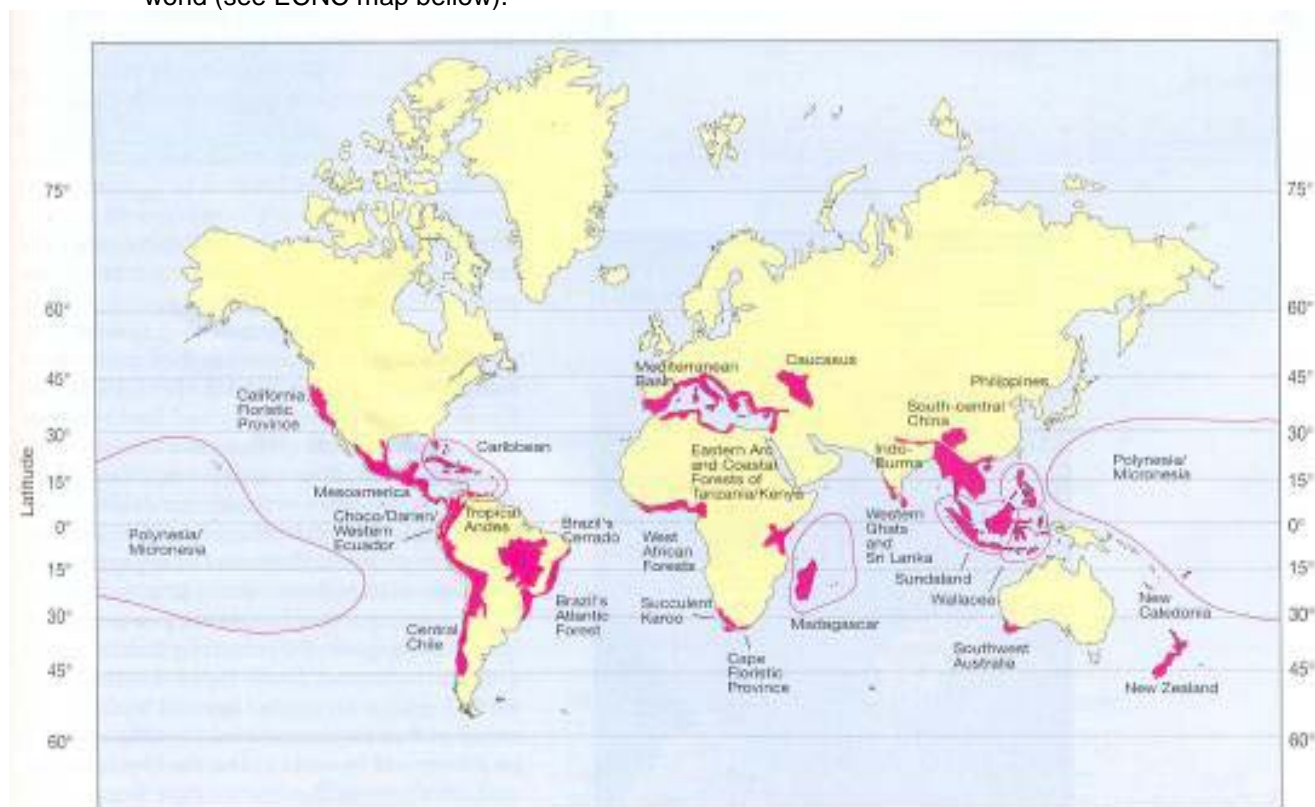 world (see ECNC map bellow).
75°
75°
60°
60°
45°
45°
30°
30°
15°
15°
0°
0°
15°
15°
30°
30°
45°
45°
60°
60°
Latitude
California
Floristic
Province
Polynesia/
Micronesia
Mesoamerica
Caribbean
Choco/Darien/
Western
Ecuador
Tropical
Andes
Brazil's
Cerrado
Brazil's
Atlantic
Forest
Central
Chile
Mediterranean
Basin
Caucasus
Eastern Arc
and Coastal
Forests of
Tanzania/Kenya
West
African
Forests
Succulent
Karoo
Cape
Floristic
Province
Madagascar
Philippines
South-central
China
Indo-
Burma
Western
Ghats
and
Sri Lanka
Sundaland
Wallacea
Southwest
Australia
Polynesia/
Micronesia
New
Caledonia
New Zealand